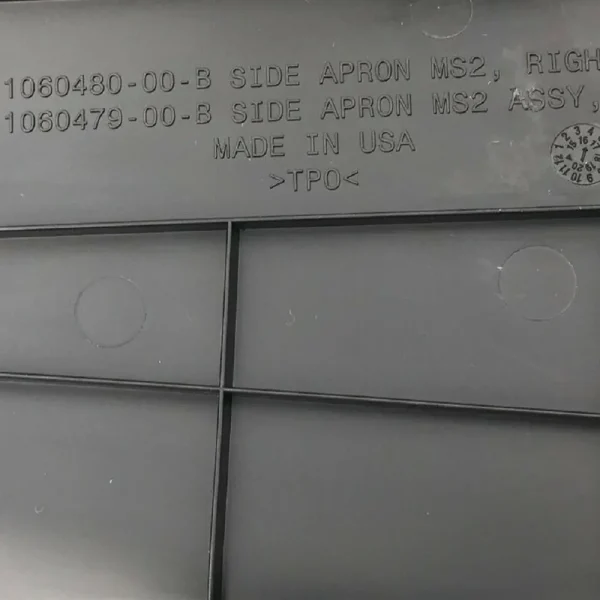 1060480-00-B SIDE APRON MS2, RIGH
1060479-00-B SIDE APRON MS2 ASSY,
MADE IN USA
>TPO<